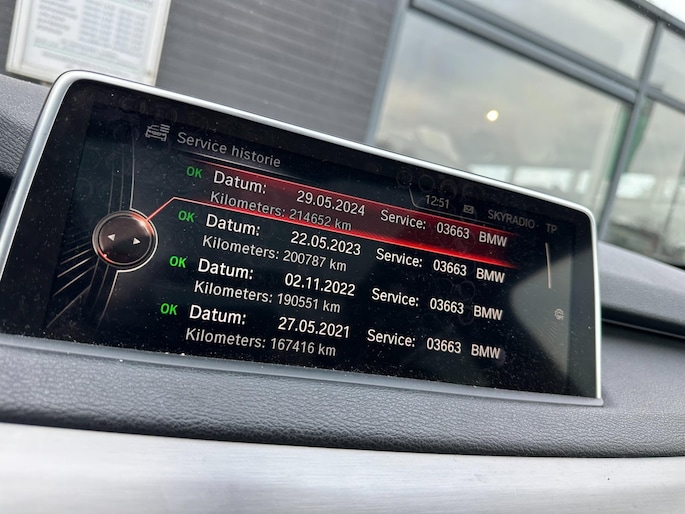 Service historie
12:51 SKYRADIO TP
OK Datum: 29.05.2024 Service: 03663 BMW
Kilometers: 214652 km
OK Datum: 22.05.2023 Service: 03663 BMW
Kilometers: 200787 km
OK Datum: 02.11.2022 Service: 03663 BMW
Kilometers: 190551 km
OK Datum: 27.05.2021 Service: 03663 BMW
Kilometers: 167416 km